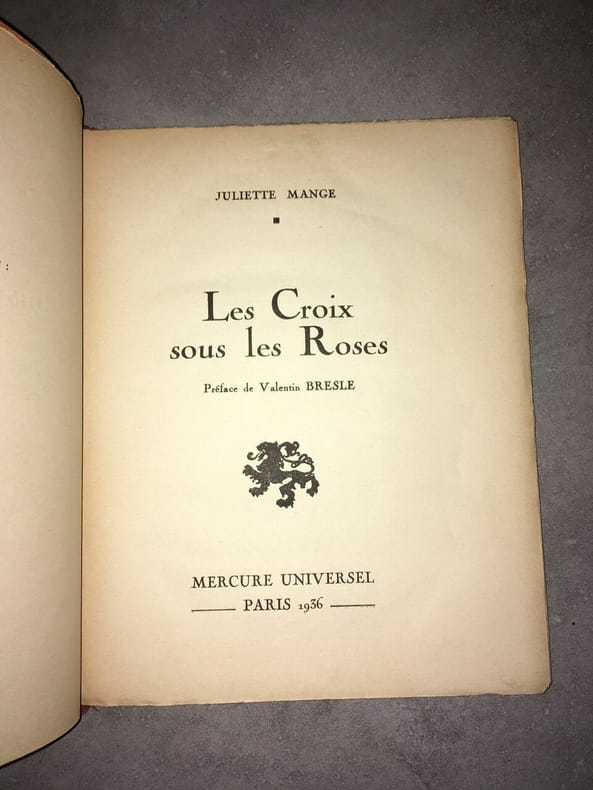 JULIETTE MANGE
Les Croix
sous les Roses
Préface de Valentin BRESLE
MERCURE UNIVERSEL
PARIS 1936
: